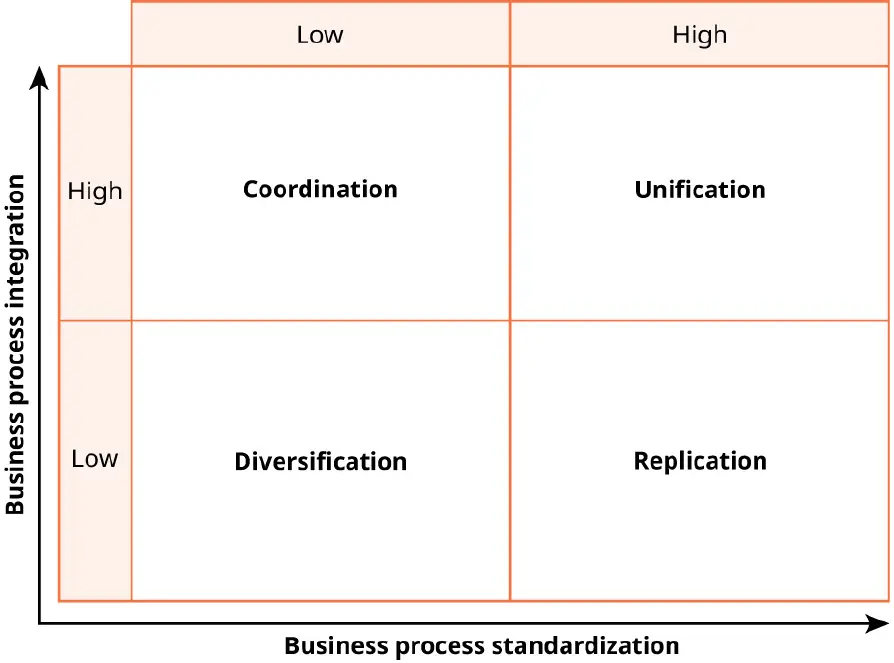 Low
High
High
Coordination
Unification
Low
Diversification
Replication
Business process integration
Business process standardization